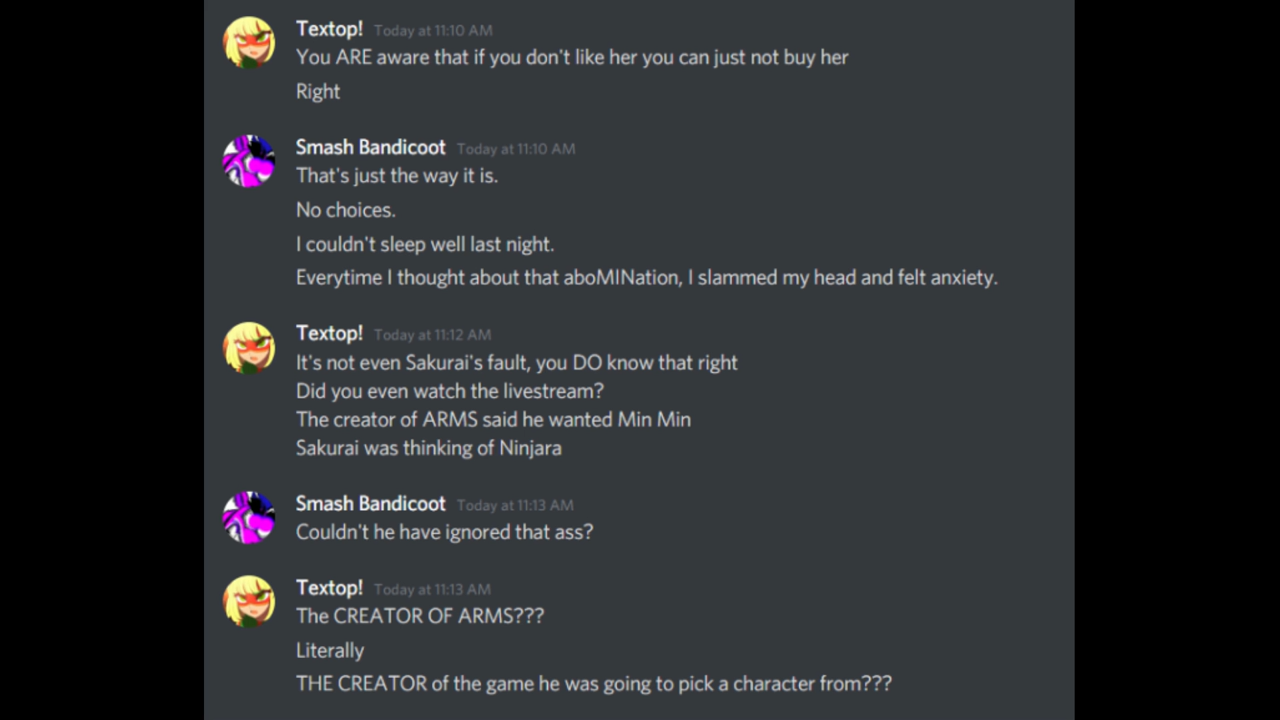 Textop! Today at 11:10 AM
You ARE aware that if you don't like her you can just not buy her
Right
Smash Bandicoot Today at 11:10 AM
That's just the way it is.
No choices.
I couldn't sleep well last night.
Everytime I thought about that aboMINation, I slammed my head and felt anxiety.
Textop! Today at 11:12 AM
It's not even Sakurai's fault, you DO know that right
Did you even watch the livestream?
The creator of ARMS said he wanted Min Min
Sakurai was thinking of Ninjara
Smash Bandicoot Today at 11:13 AM
Couldn't he have ignored that ass?
Textop! Today at 11:13 AM
The CREATOR OF ARMS???
Literally
THE CREATOR of the game he was going to pick a character from???